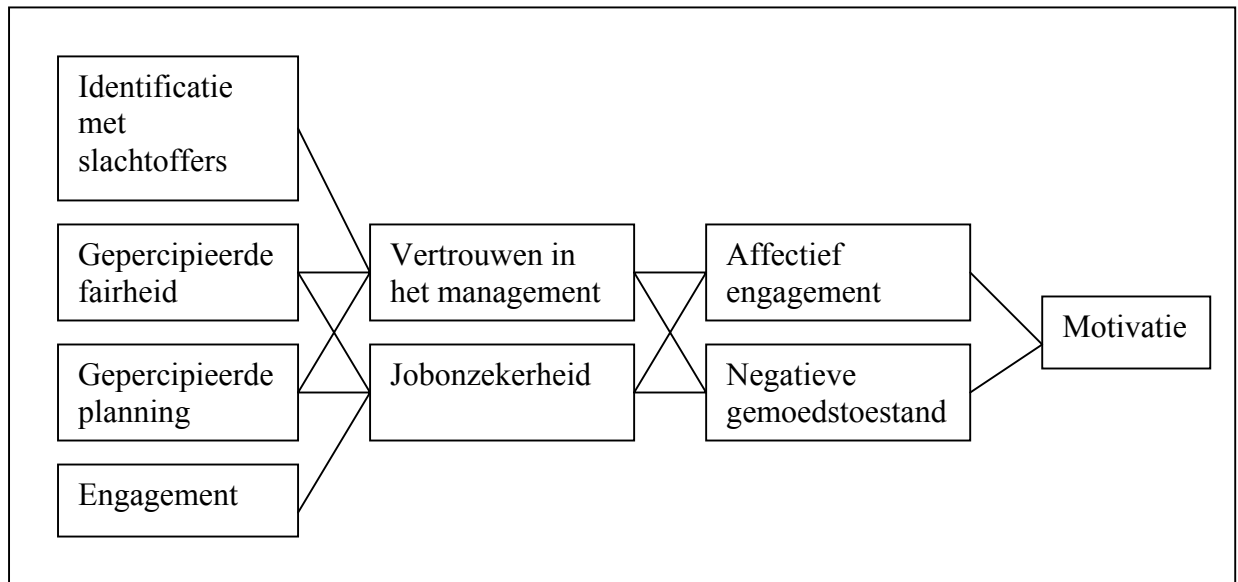 Identificatie
met
slachtoffers
Gepercipieerde
fairheid
Gepercipieerde
planning
Engagement
Vertrouwen in
het management
Jobonzekerheid
Affectief
engagement
Negatieve
gemoedstoestand
Motivatie